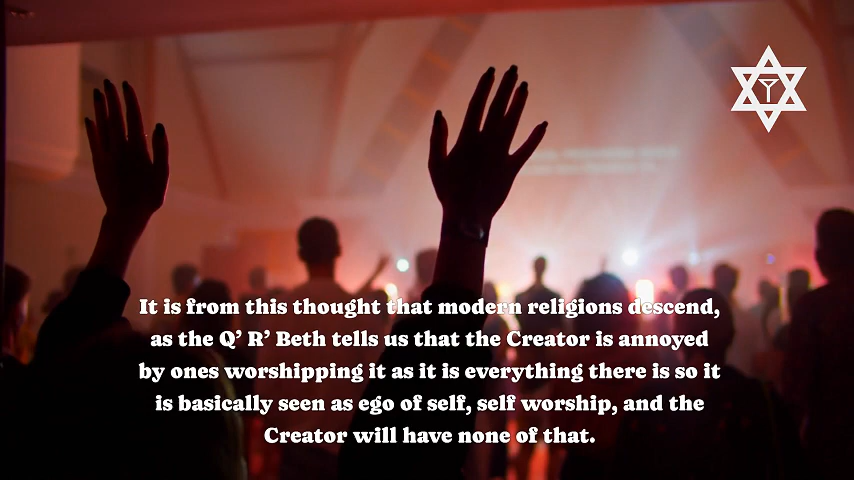 It is from this thought that modern religions descend,
as the Q’ R’ Beth tells us that the Creator is annoyed
by ones worshipping it as it is everything there is so it
is basically seen as ego of self, self worship, and the
Creator will have none of that.